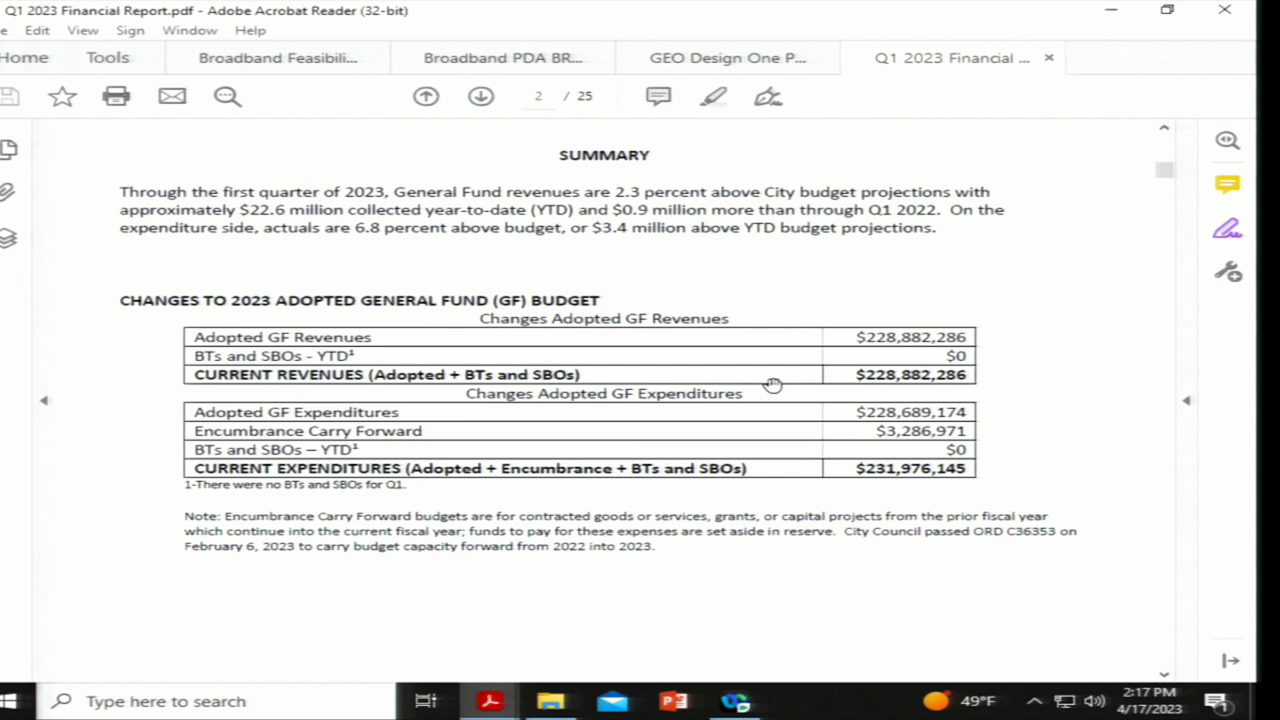 Q1 2023 Financial Report.pdf - Adobe Acrobat Reader (32-bit)
Edit View Sign Window Help
Home Tools Broadband Feasibili... Broadband PDA BR... GEO Design One P... Q1 2023 Financial ... ×
2 / 25
SUMMARY
Through the first quarter of 2023, General Fund revenues are 2.3 percent above City budget projections with
approximately $22.6 million collected year-to-date (YTD) and $0.9 million more than through Q1 2022. On the
expenditure side, actuals are 6.8 percent above budget, or $3.4 million above YTD budget projections.
CHANGES TO 2023 ADOPTED GENERAL FUND (GF) BUDGET
Changes Adopted GF Revenues
Adopted GF Revenues $228,882,286
BTs and SBOs - YTD¹ $0
CURRENT REVENUES (Adopted + BTs and SBOs) $228,882,286
Changes Adopted GF Expenditures
Adopted GF Expenditures $228,689,174
Encumbrance Carry Forward $3,286,971
BTs and SBOs – YTD¹ $0
CURRENT EXPENDITURES (Adopted + Encumbrance + BTs and SBOs) $231,976,145
1-There were no BTs and SBOs for Q1.
Note: Encumbrance Carry Forward budgets are for contracted goods or services, grants, or capital projects from the prior fiscal year
which continue into the current fiscal year; funds to pay for these expenses are set aside in reserve. City Council passed ORD C36353 on
February 6, 2023 to carry budget capacity forward from 2022 into 2023.
Type here to search 49°F 2:17 PM
4/17/2023 1